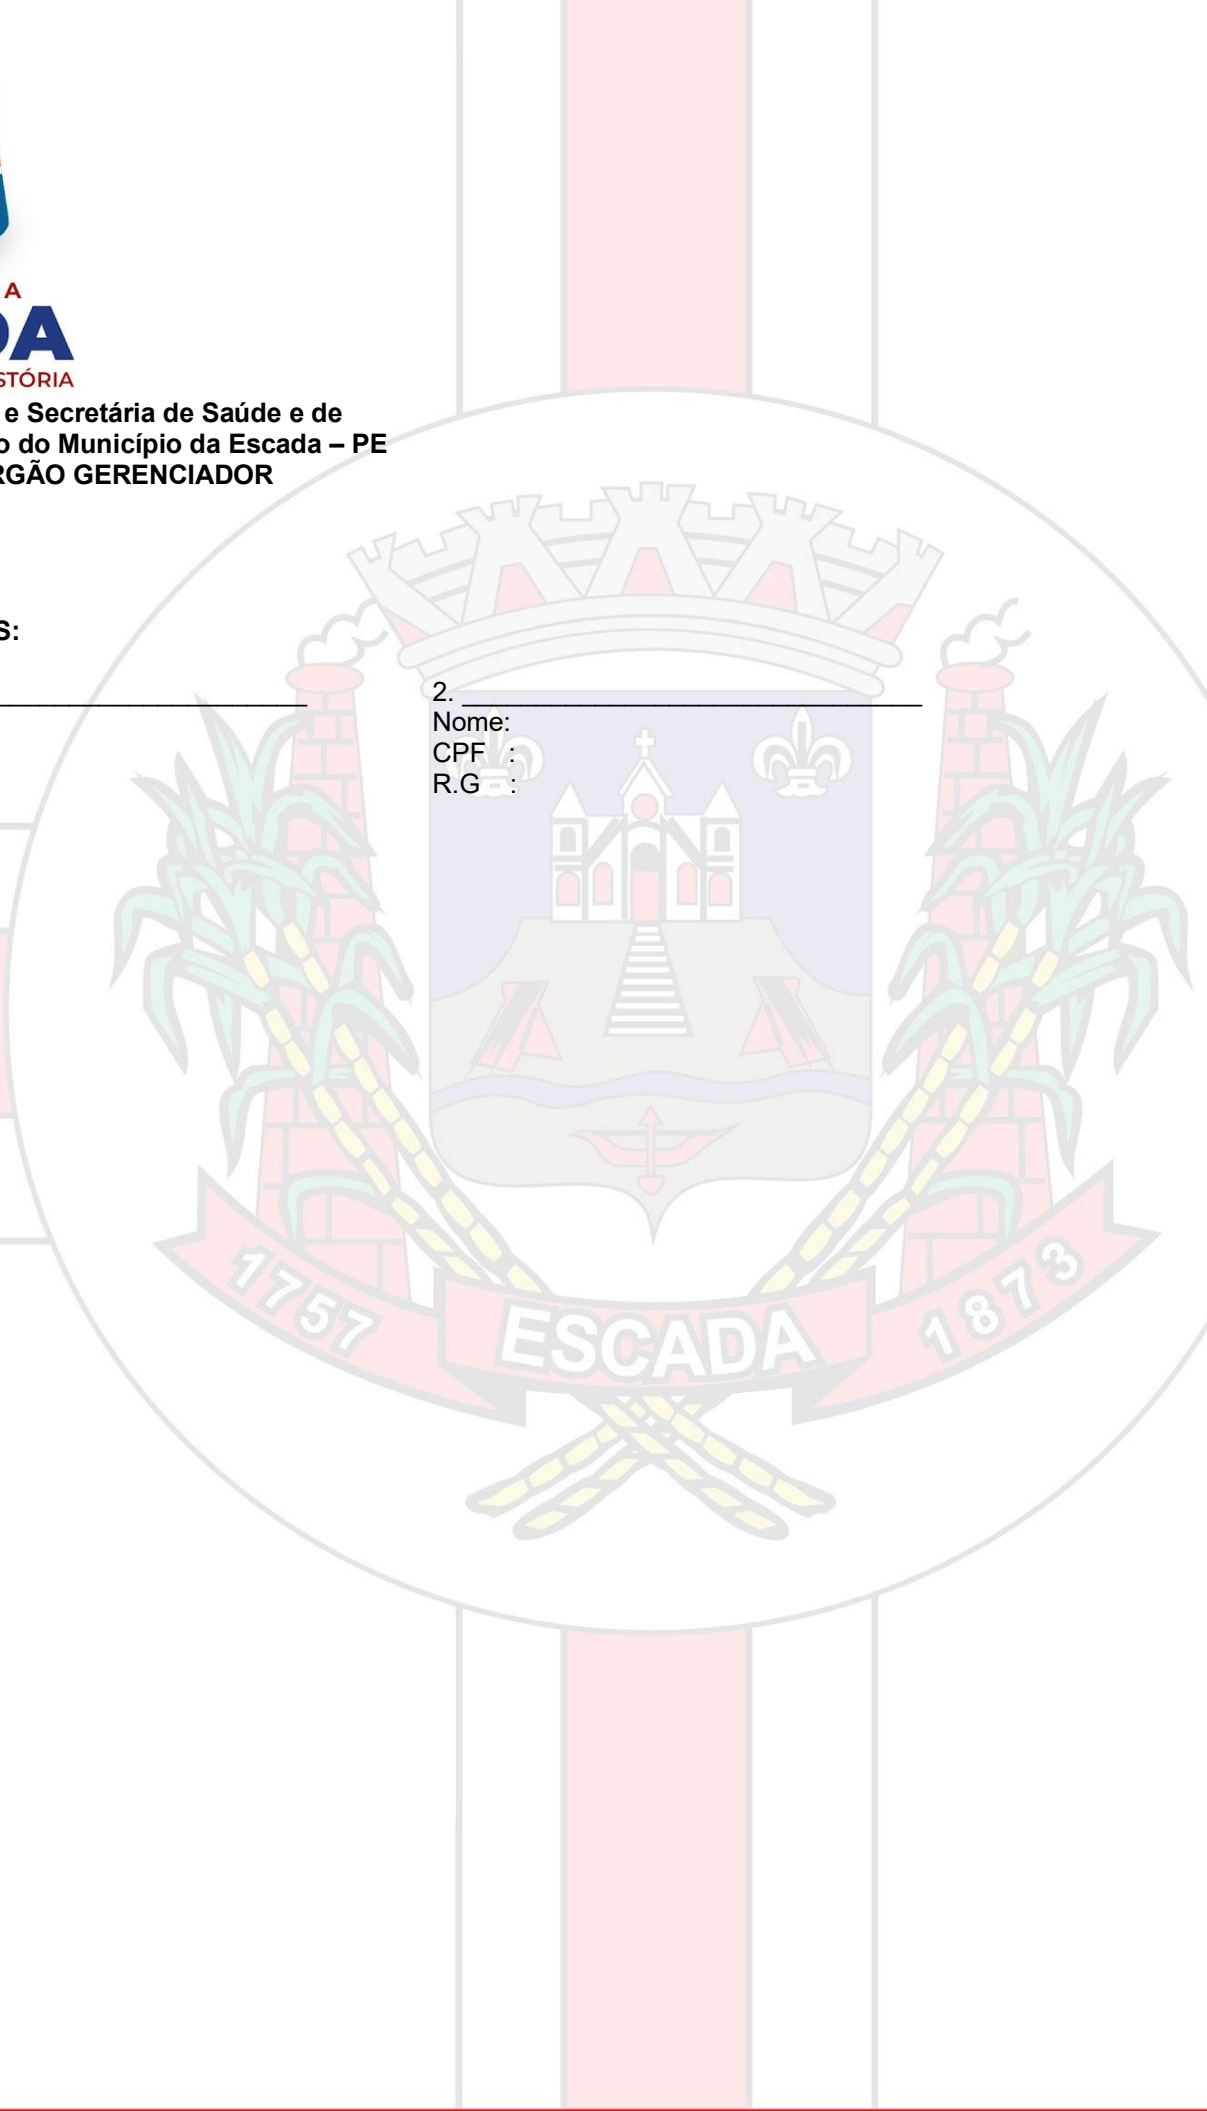 A
DA
STÓRIA
e Secretária de Saúde e de
o do Município da Escada – PE
RGÃO GERENCIADOR
S:
2. ___________________________________
Nome:
CPF :
R.G :
1757 ESCADA 1873